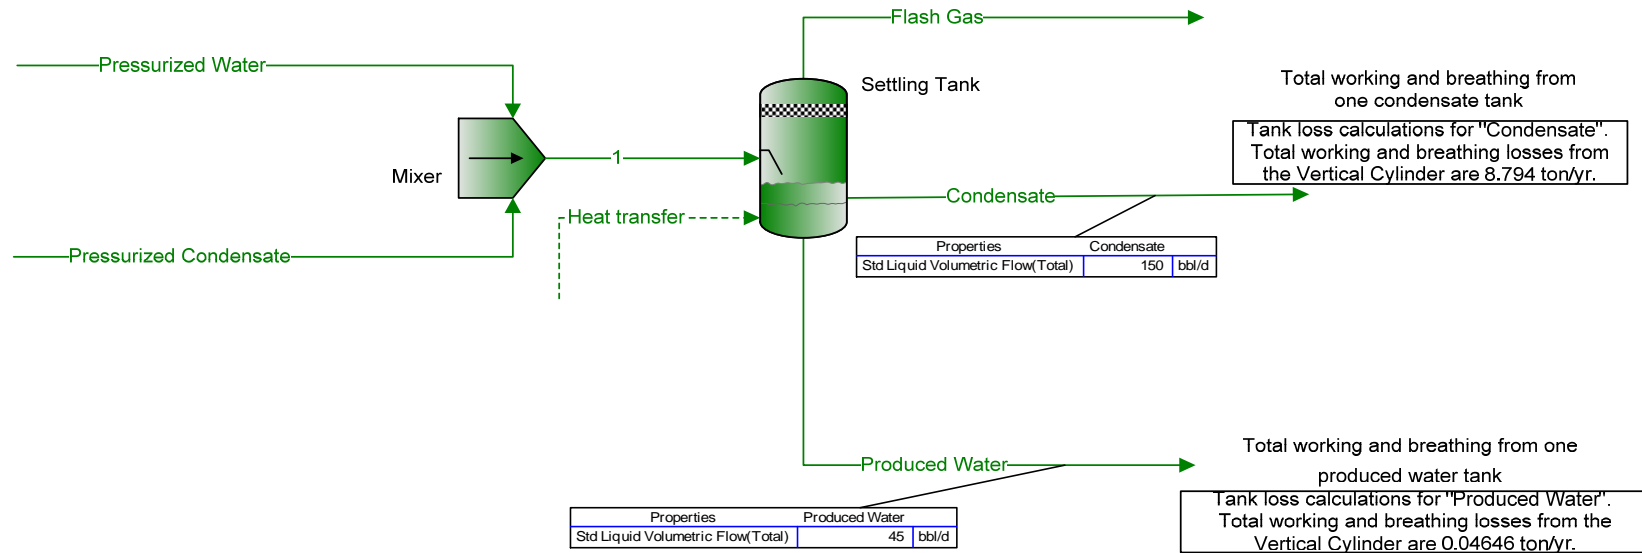 Flash Gas
Pressurized Water
Settling Tank
Total working and breathing from
one condensate tank
Tank loss calculations for "Condensate".
Total working and breathing losses from
the Vertical Cylinder are 8.794 ton/yr.
1
Mixer
Condensate
Heat transfer
Properties Condensate
Std Liquid Volumetric Flow(Total) 150 bbl/d
Pressurized Condensate
Total working and breathing from one
produced water tank
Produced Water
Tank loss calculations for "Produced Water".
Total working and breathing losses from the
Vertical Cylinder are 0.04646 ton/yr.
Properties Produced Water
Std Liquid Volumetric Flow(Total) 45 bbl/d